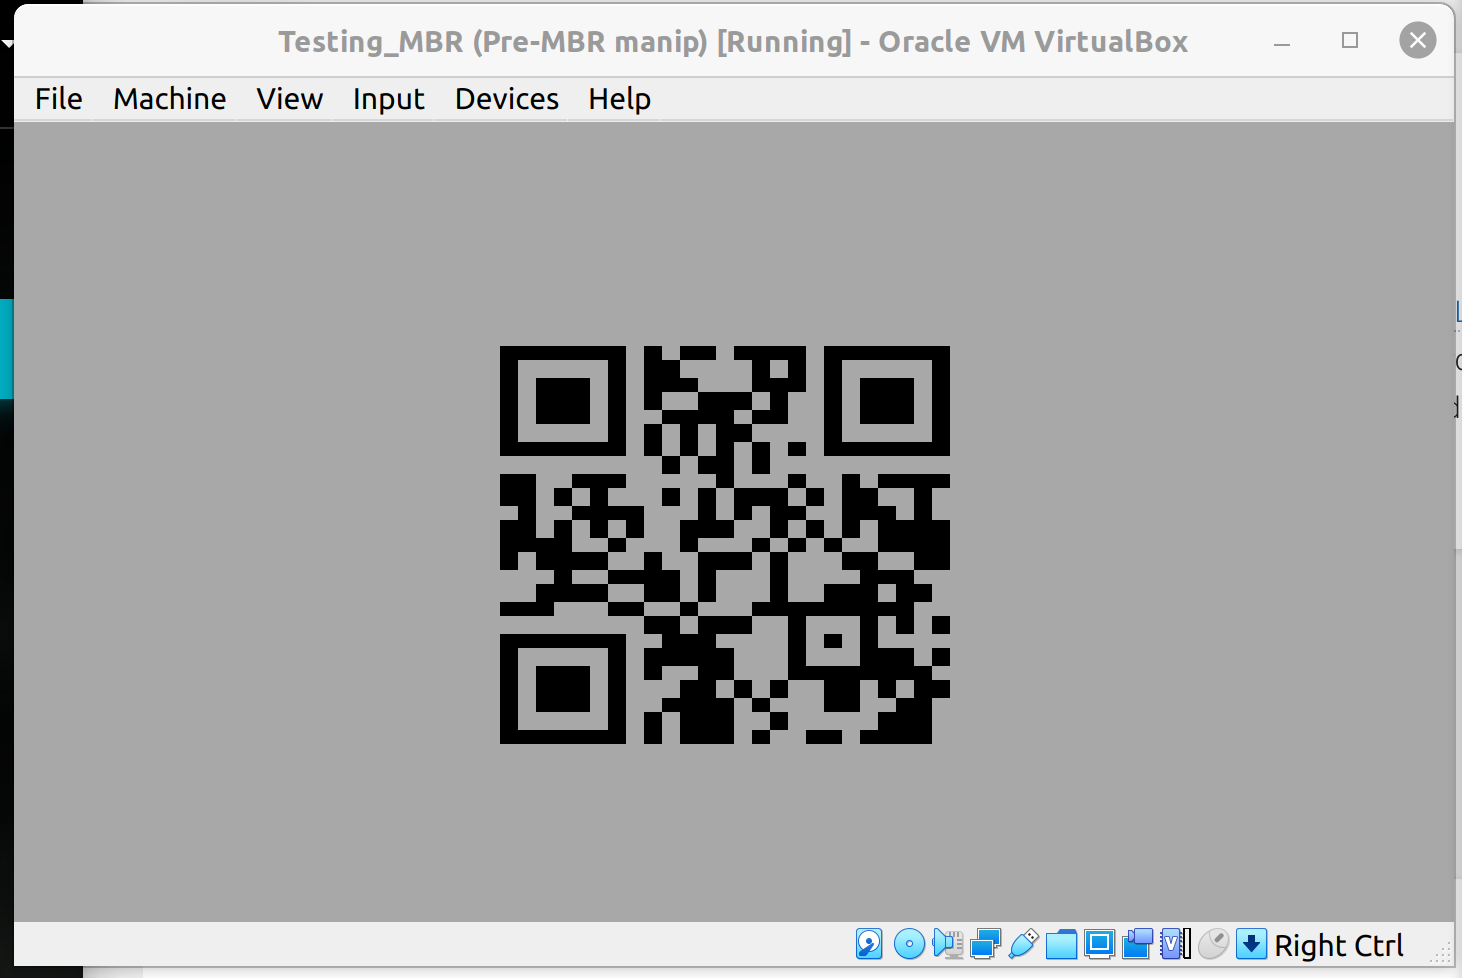 Testing_MBR (Pre-MBR manip) [Running] - Oracle VM VirtualBox
File Machine View Input Devices Help
Right Ctrl